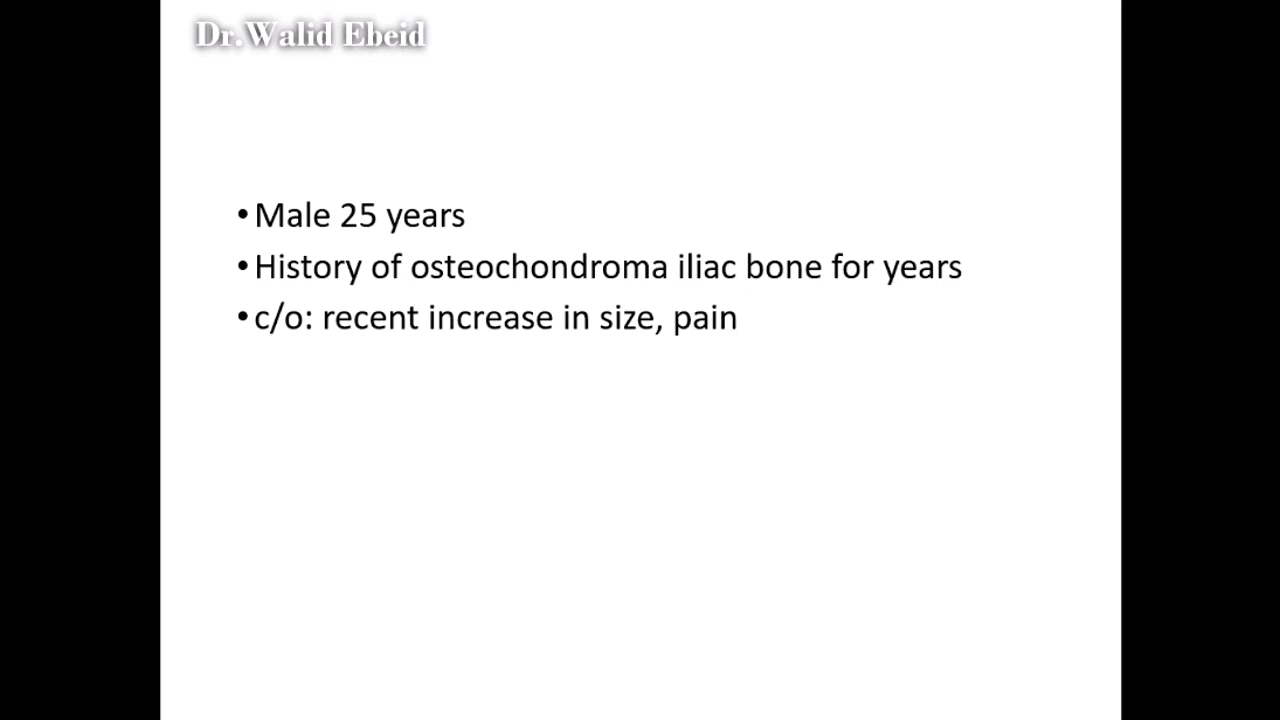 Dr.Walid Ebeid
•Male 25 years
•History of osteochondroma iliac bone for years
•c/o: recent increase in size, pain